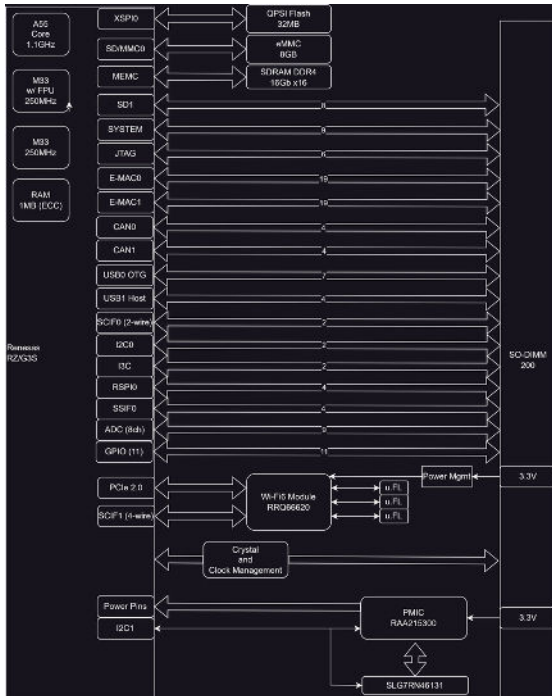 A55
Core
1.1GHz
M33
w/ FPU
250MHz
M33
250MHz
RAM
1MB (ECC)
Renesas
RZ/G3S
XSPI0
QPSI Flash
32MB
SD/MMC0
eMMC
8GB
MEMC
SDRAM DDR4
16Gb x16
SD1
8
SYSTEM
9
JTAG
6
E-MAC0
19
E-MAC1
19
CAN0
4
CAN1
4
USB0 OTG
7
USB1 Host
4
SCIF0 (2-wire)
2
I2C0
2
I3C
2
RSPI0
4
SSIF0
4
ADC (8ch)
9
GPIO (11)
11
SO-DIMM
200
PCIe 2.0
SCIF1 (4-wire)
Wi-Fi6 Module
RRQ66620
Power Mgmt
3.3V
u.FL
u.FL
u.FL
Crystal
and
Clock Management
Power Pins
I2C1
PMIC
RAA215300
3.3V
SLG7RN46131